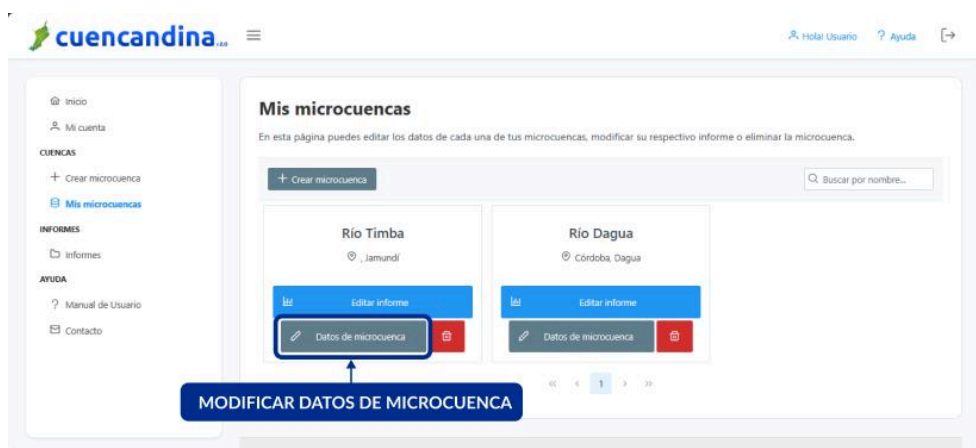 cuencandina v2.0
Hola! Usuario
? Ayuda
Inicio
Mi cuenta
CUENCAS
+ Crear microcuenca
Mis microcuencas
INFORMES
Informes
AYUDA
? Manual de Usuario
Contacto
Mis microcuencas
En esta página puedes editar los datos de cada una de tus microcuencas, modificar su respectivo informe o eliminar la microcuenca.
+ Crear microcuenca
Buscar por nombre...
Río Timba
, Jamundí
Editar informe
Datos de microcuenca
Río Dagua
Córdoba, Dagua
Editar informe
Datos de microcuenca
« ‹ 1 › »
MODIFICAR DATOS DE MICROCUENCA